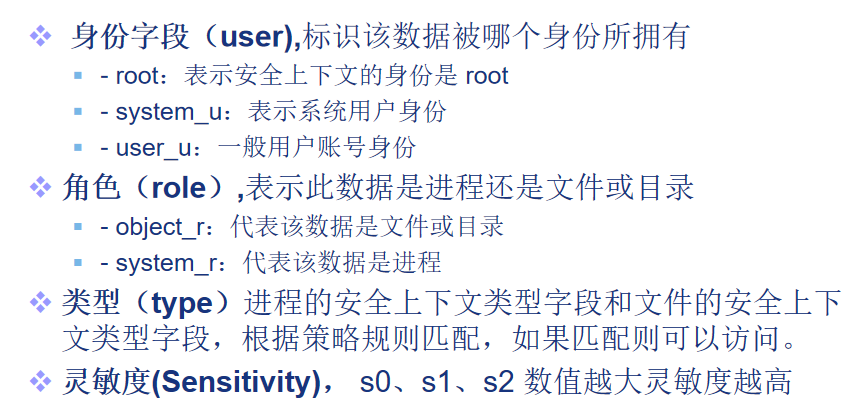 身份字段（user),标识该数据被哪个身份所拥有
- root：表示安全上下文的身份是 root
- system_u：表示系统用户身份
- user_u：一般用户账号身份
角色（role）,表示此数据是进程还是文件或目录
- object_r：代表该数据是文件或目录
- system_r：代表该数据是进程
类型（type）进程的安全上下文类型字段和文件的安全上下
文类型字段，根据策略规则匹配，如果匹配则可以访问。
灵敏度(Sensitivity)， s0、s1、s2 数值越大灵敏度越高